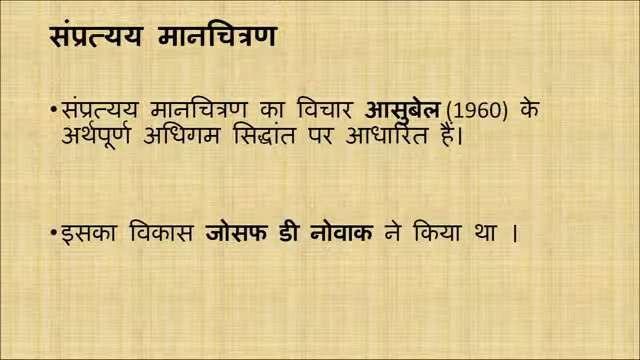 संप्रत्यय मानचित्रण
•संप्रत्यय मानचित्रण का विचार आसुबेल (1960) के
अर्थपूर्ण अधिगम सिद्धांत पर आधारित है।
•इसका विकास जोसफ डी नोवाक ने किया था ।